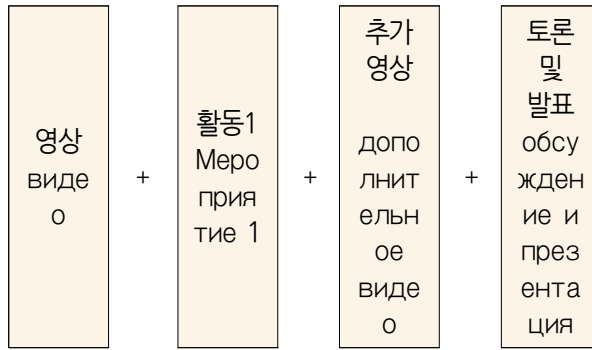 영상
виде
о
+
활동1
Меро
прия
тие 1
+
추가
영상
допо
лнит
ельн
ое
виде
о
+
토론
및
발표
обсу
жден
ие и
през
ента
ция